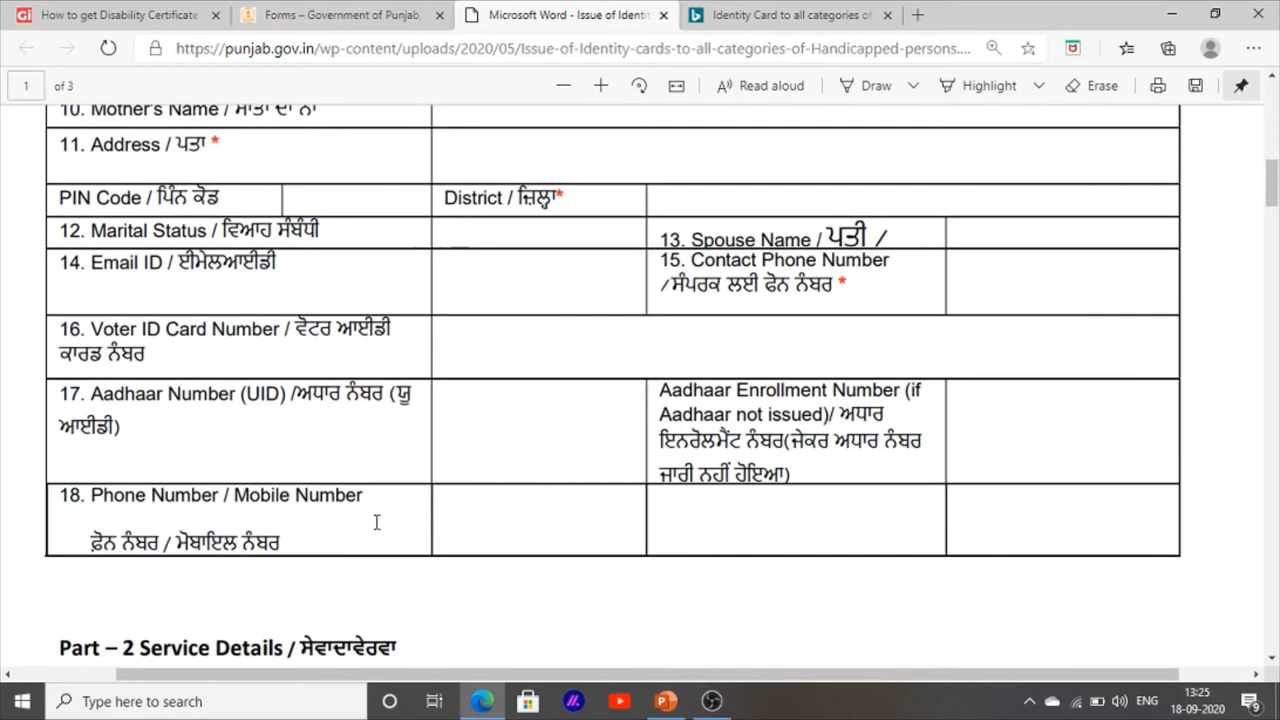 How to get Disability Certificate
Forms – Government of Punjab,
Microsoft Word - Issue of Identi
Identity Card to all categories of
https://punjab.gov.in/wp-content/uploads/2020/05/Issue-of-Identity-cards-to-all-categories-of-Handicapped-persons....
1 of 3
Read aloud
Draw
Highlight
Erase
10. Mother's Name / ਮਾਤਾ ਦਾ ਨਾਂ
11. Address / ਪਤਾ *
PIN Code / ਪਿੰਨ ਕੋਡ
District / ਜ਼ਿਲ੍ਹਾ*
12. Marital Status / ਵਿਆਹ ਸੰਬੰਧੀ
13. Spouse Name / ਪਤੀ /
14. Email ID / ਈਮੇਲਆਈਡੀ
15. Contact Phone Number
/ਸੰਪਰਕ ਲਈ ਫੋਨ ਨੰਬਰ *
16. Voter ID Card Number / ਵੋਟਰ ਆਈਡੀ
ਕਾਰਡ ਨੰਬਰ
17. Aadhaar Number (UID) /ਅਧਾਰ ਨੰਬਰ (ਯੂ
ਆਈਡੀ)
Aadhaar Enrollment Number (if
Aadhaar not issued)/ ਅਧਾਰ
ਇਨਰੋਲਮੈਂਟ ਨੰਬਰ(ਜੇਕਰ ਅਧਾਰ ਨੰਬਰ
ਜਾਰੀ ਨਹੀਂ ਹੋਇਆ)
18. Phone Number / Mobile Number
ਫ਼ੋਨ ਨੰਬਰ / ਮੋਬਾਇਲ ਨੰਬਰ
Part – 2 Service Details / ਸੇਵਾਦਾਵੇਰਵਾ
Type here to search
ENG
13:25
18-09-2020
9